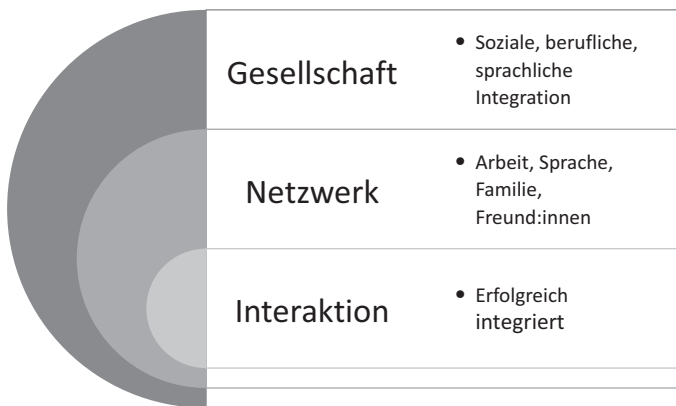 Gesellschaft
• Soziale, berufliche,
sprachliche
Integration
Netzwerk
• Arbeit, Sprache,
Familie,
Freund:innen
Interaktion
• Erfolgreich
integriert